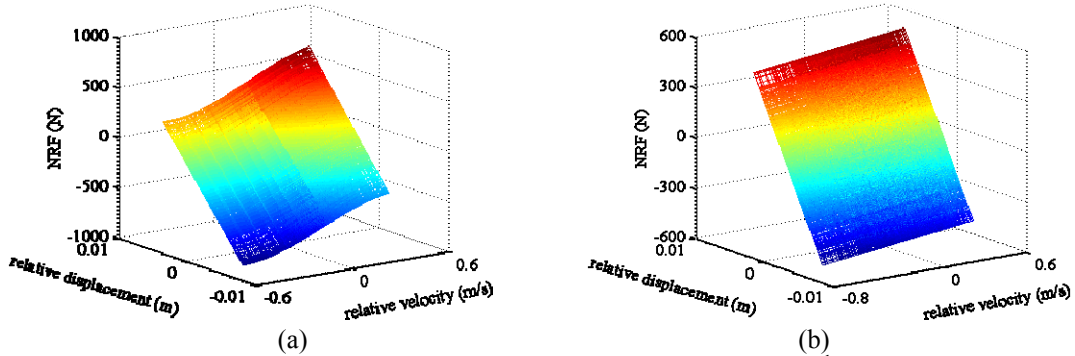 1000
500
0
-500
-1000
NRF (N)
0.01
0
-0.01
relative displacement (m)
-0.6
0
0.6
relative velocity (m/s)
(a)
600
300
0
-300
-600
NRF (N)
0.01
0
-0.01
relative displacement (m)
-0.8
0
0.6
relative velocity (m/s)
(b)